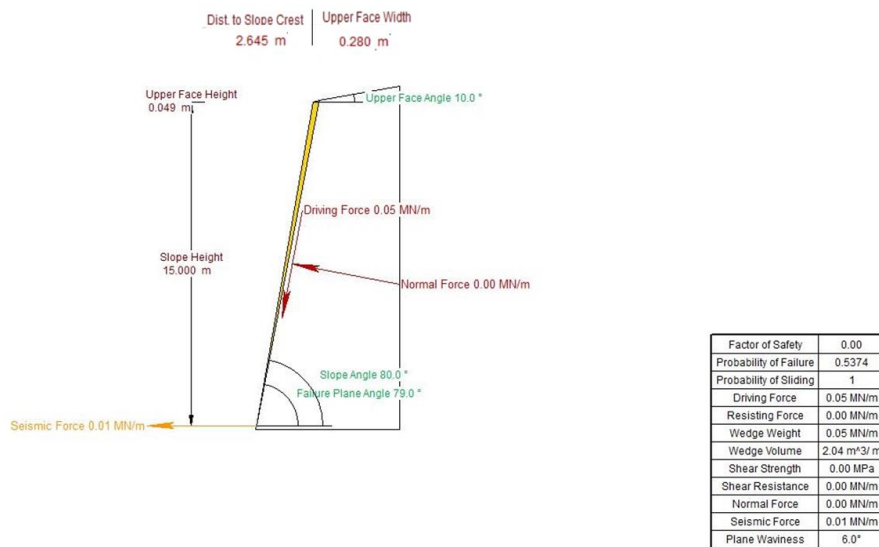 Dist. to Slope Crest
2.645 m
Upper Face Width
0.280 m
Upper Face Height
0.049 m
Upper Face Angle 10.0 °
Driving Force 0.05 MN/m
Slope Height
15.000 m
Normal Force 0.00 MN/m
Slope Angle 80.0 °
Failure Plane Angle 79.0 °
Seismic Force 0.01 MN/m
Factor of Safety 0.00
Probability of Failure 0.5374
Probability of Sliding 1
Driving Force 0.05 MN/m
Resisting Force 0.00 MN/m
Wedge Weight 0.05 MN/m
Wedge Volume 2.04 m^3/ m
Shear Strength 0.00 MPa
Shear Resistance 0.00 MN/m
Normal Force 0.00 MN/m
Seismic Force 0.01 MN/m
Plane Waviness 6.0°